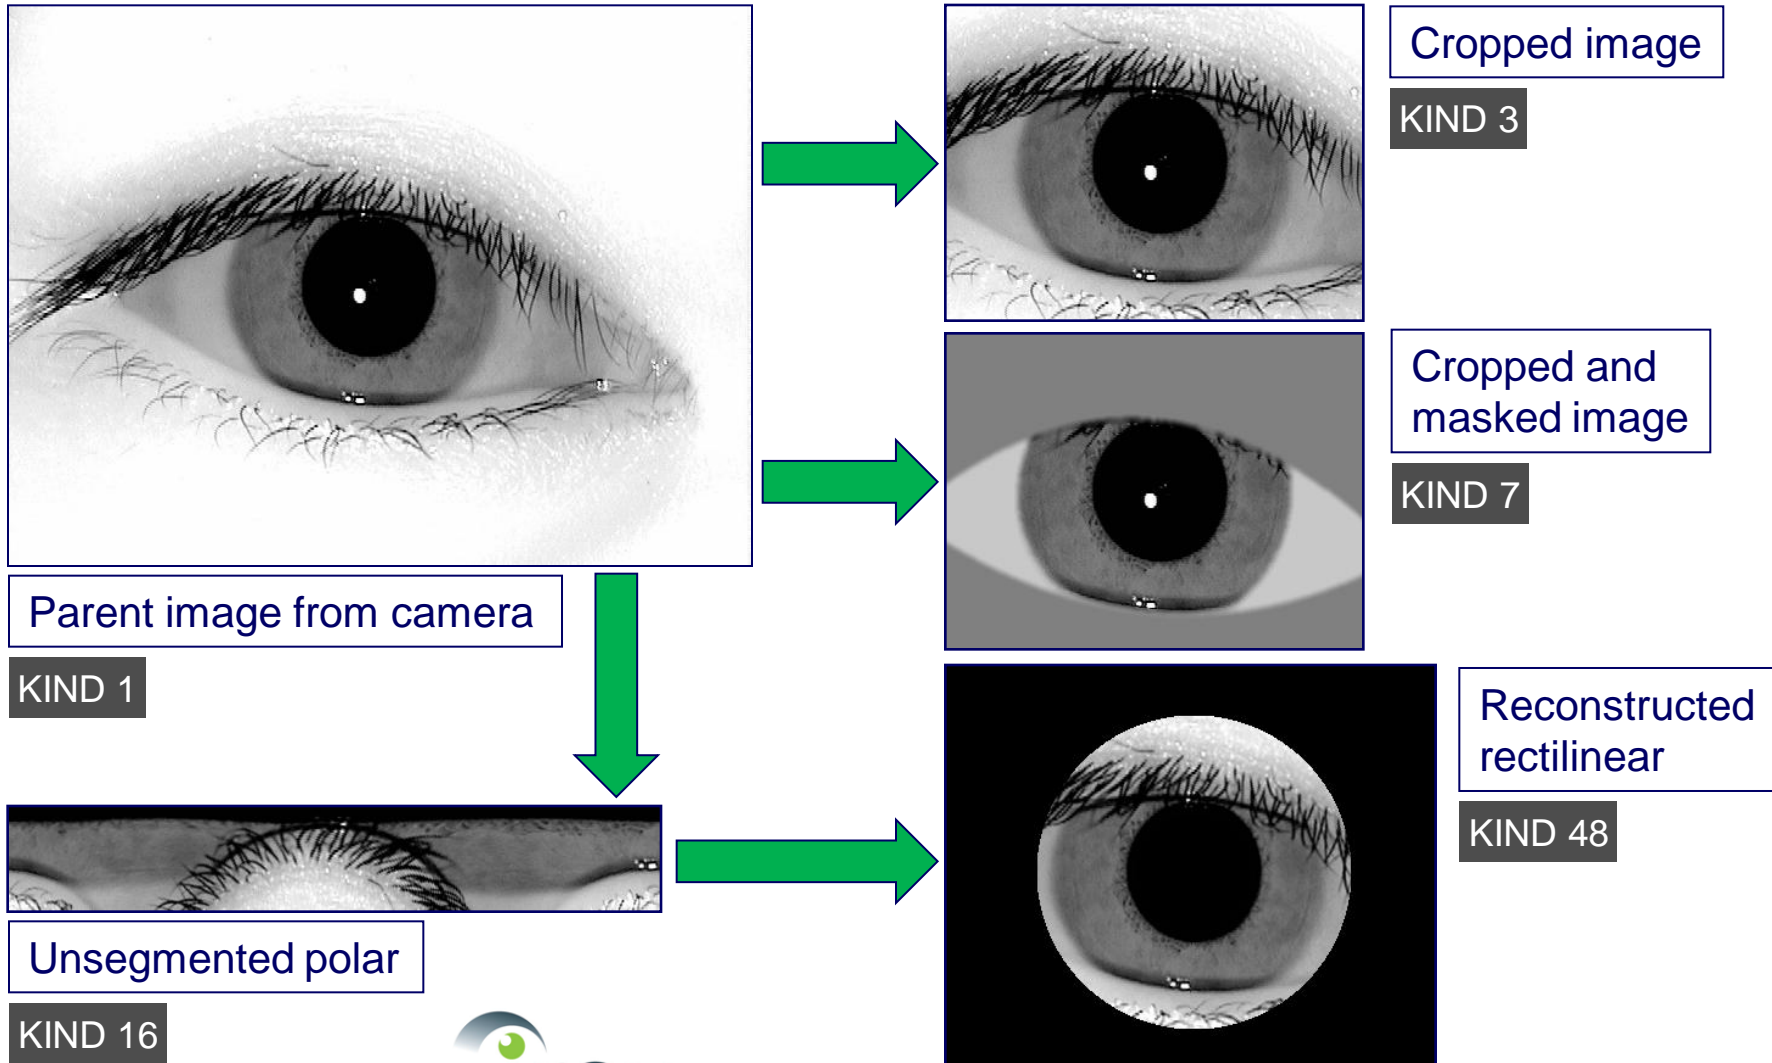 Cropped image
KIND 3
Cropped and
masked image
KIND 7
Parent image from camera
KIND 1
Reconstructed
rectilinear
KIND 48
Unsegmented polar
KIND 16